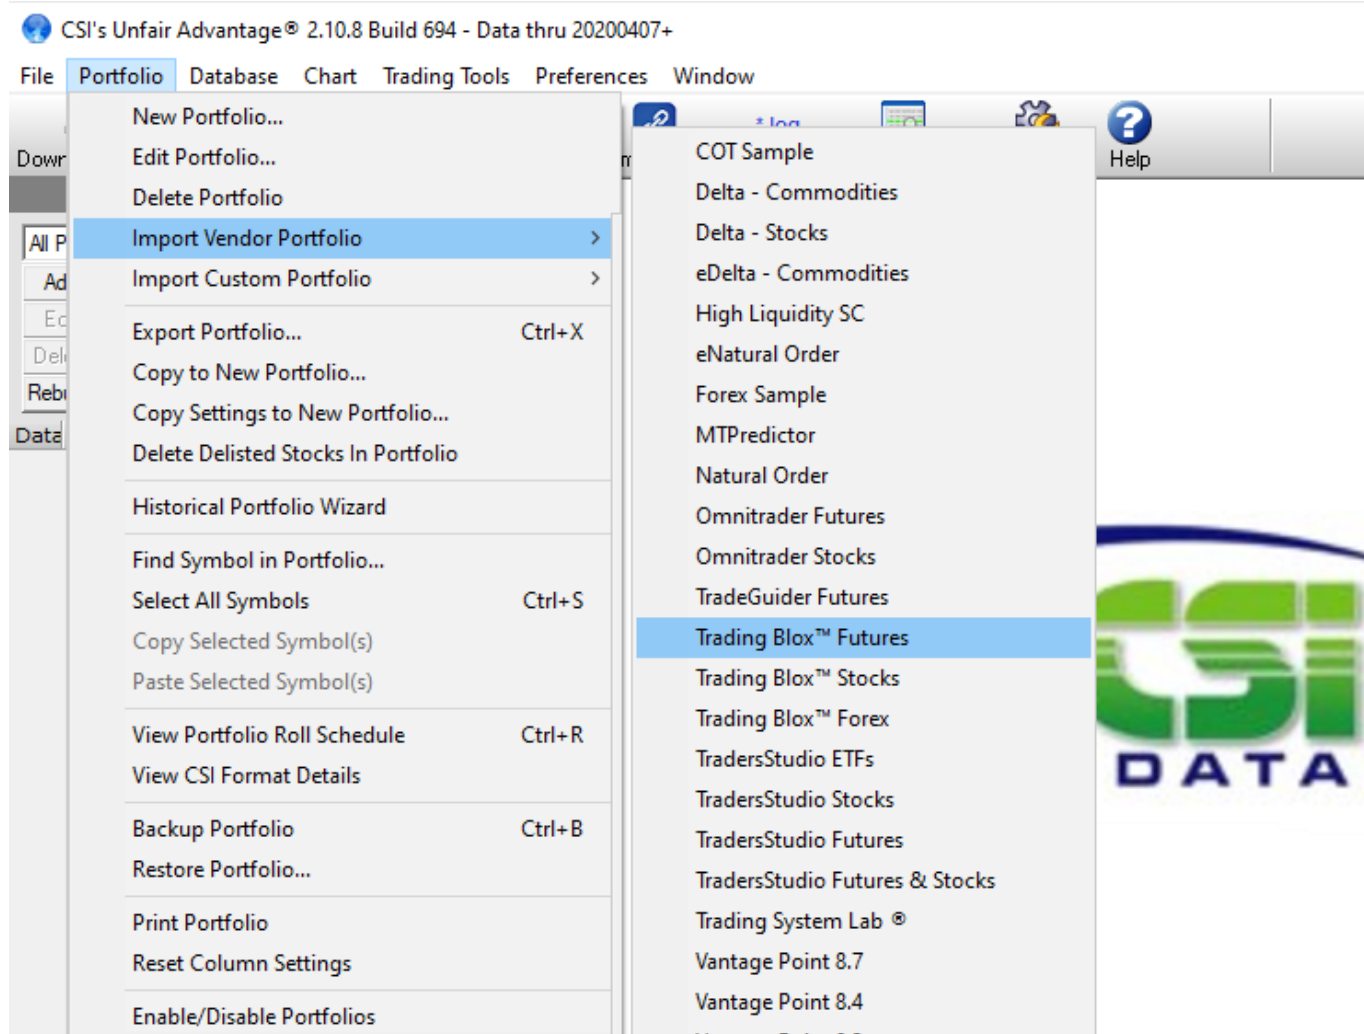 CSI's Unfair Advantage® 2.10.8 Build 694 - Data thru 20200407+
File Portfolio Database Chart Trading Tools Preferences Window
* log
Help
New Portfolio...
Edit Portfolio...
Delete Portfolio
Import Vendor Portfolio
Import Custom Portfolio
Export Portfolio... Ctrl+X
Copy to New Portfolio...
Copy Settings to New Portfolio...
Delete Delisted Stocks In Portfolio
Historical Portfolio Wizard
Find Symbol in Portfolio...
Select All Symbols Ctrl+S
Copy Selected Symbol(s)
Paste Selected Symbol(s)
View Portfolio Roll Schedule Ctrl+R
View CSI Format Details
Backup Portfolio Ctrl+B
Restore Portfolio...
Print Portfolio
Reset Column Settings
Enable/Disable Portfolios
COT Sample
Delta - Commodities
Delta - Stocks
eDelta - Commodities
High Liquidity SC
eNatural Order
Forex Sample
MTPredictor
Natural Order
Omnitrader Futures
Omnitrader Stocks
TradeGuider Futures
Trading Blox™ Futures
Trading Blox™ Stocks
Trading Blox™ Forex
TradersStudio ETFs
TradersStudio Stocks
TradersStudio Futures
TradersStudio Futures & Stocks
Trading System Lab ®
Vantage Point 8.7
Vantage Point 8.4
All P
Data
CSI
DATA